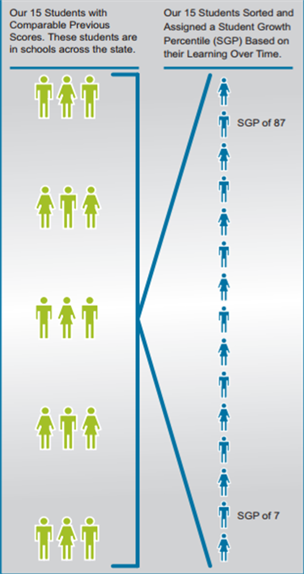 Our 15 Students with
Comparable Previous
Scores. These students are
in schools across the state.
Our 15 Students Sorted and
Assigned a Student Growth
Percentile (SGP) Based on
their Learning Over Time.
SGP of 87
SGP of 7